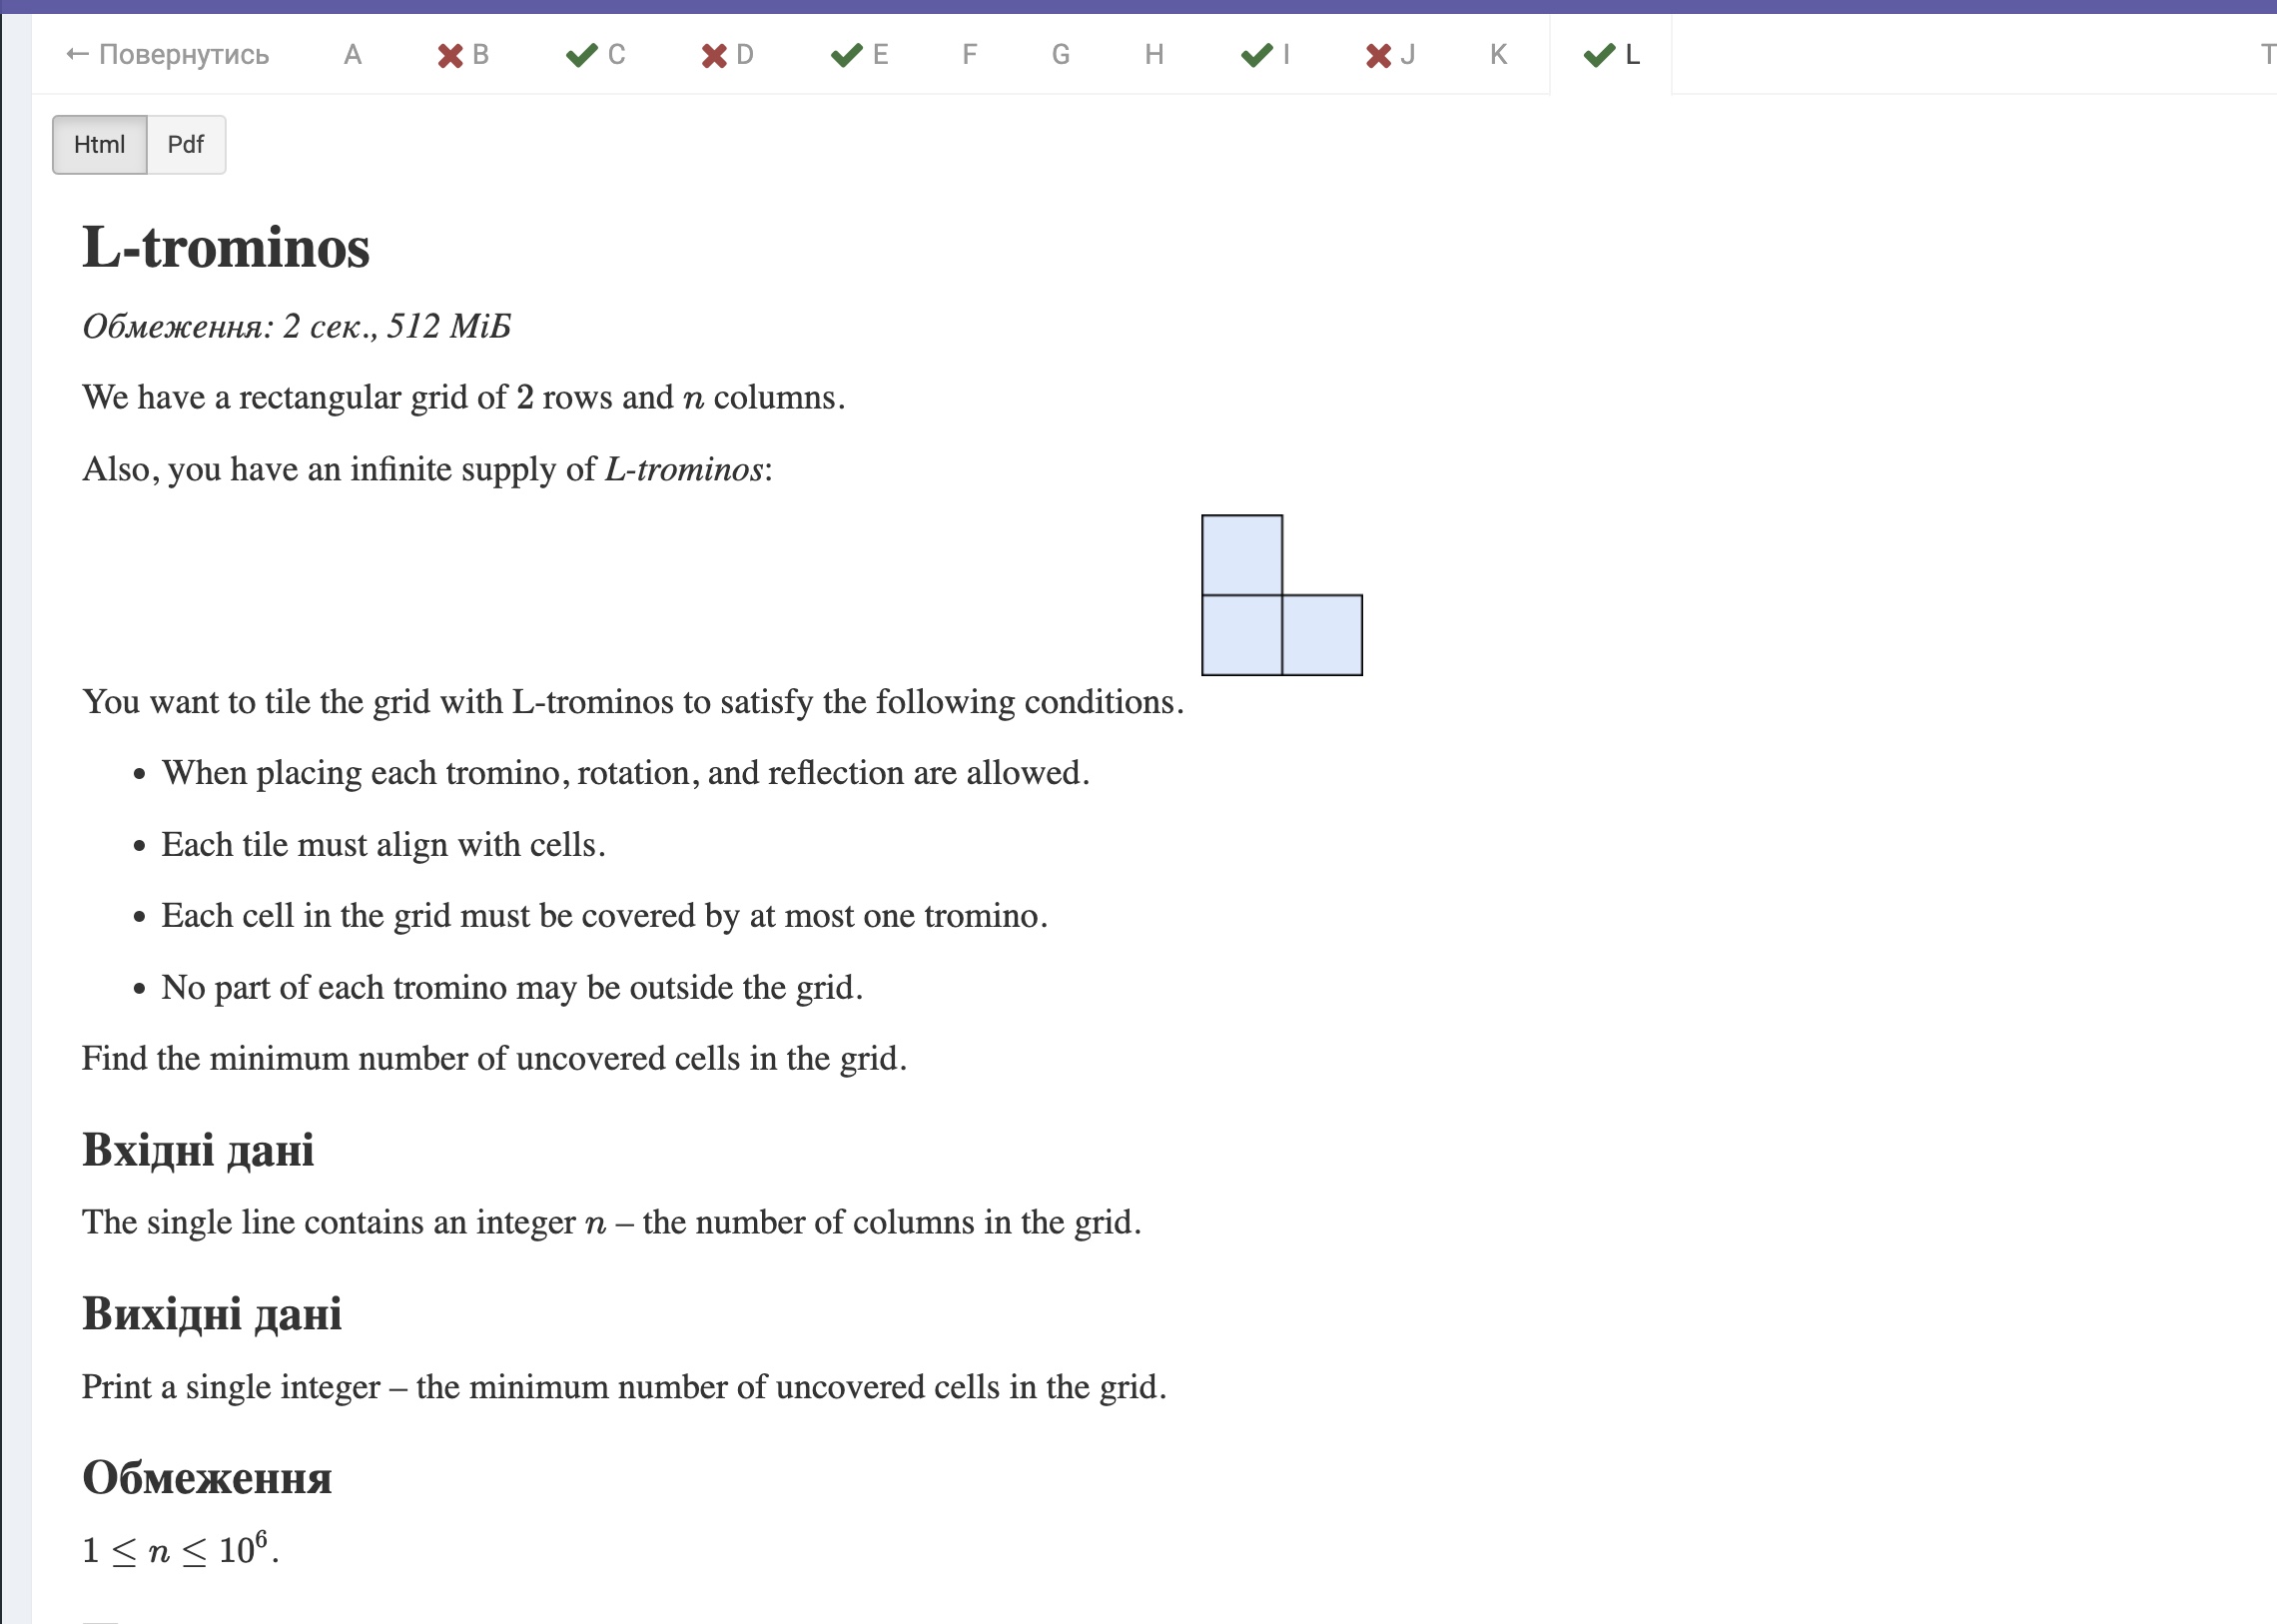 ← Повернутись A B C D E F G H I J K L T
Html Pdf
L-trominos
Обмеження: 2 сек., 512 МіБ
We have a rectangular grid of 2 rows and n columns.
Also, you have an infinite supply of L-trominos:
You want to tile the grid with L-trominos to satisfy the following conditions.
• When placing each tromino, rotation, and reflection are allowed.
• Each tile must align with cells.
• Each cell in the grid must be covered by at most one tromino.
• No part of each tromino may be outside the grid.
Find the minimum number of uncovered cells in the grid.
Вхідні дані
The single line contains an integer n – the number of columns in the grid.
Вихідні дані
Print a single integer – the minimum number of uncovered cells in the grid.
Обмеження
1 ≤ n ≤ 10⁶.